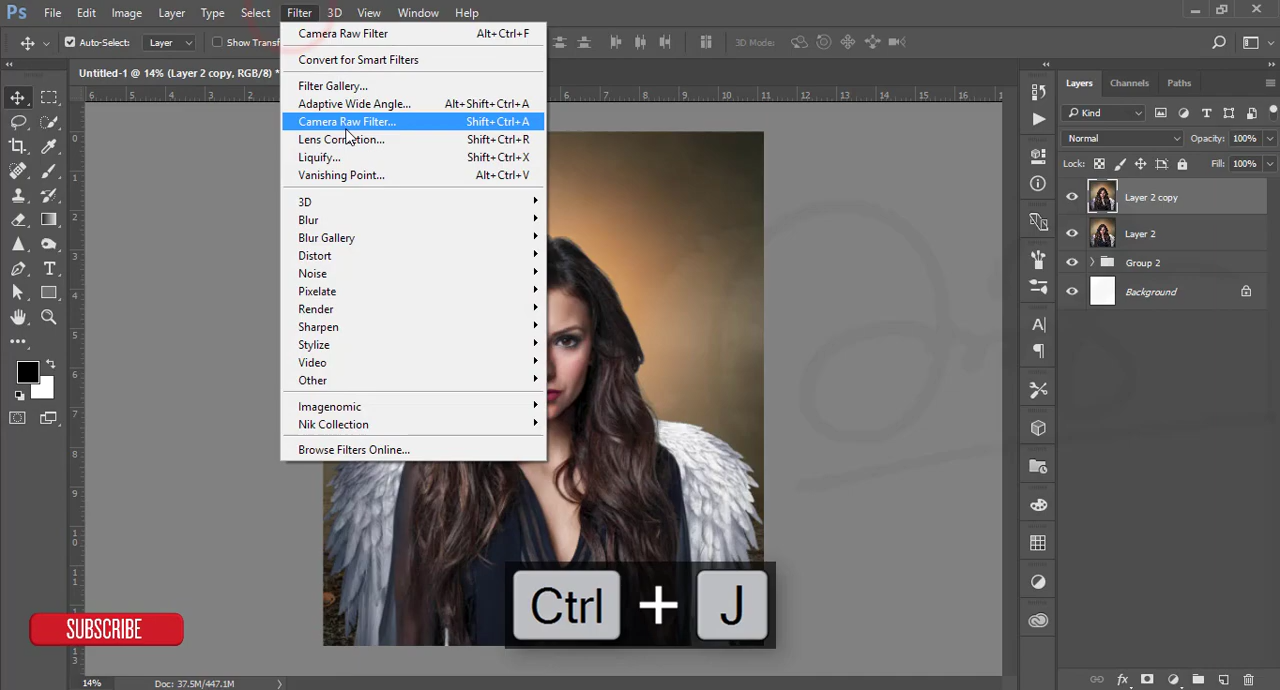 Ps File Edit Image Layer Type Select Filter 3D View Window Help
Auto-Select: Layer Show Transf 3D Mode:
Untitled-1 @ 14% (Layer 2 copy, RGB/8) *
Camera Raw Filter Alt+Ctrl+F
Convert for Smart Filters
Filter Gallery...
Adaptive Wide Angle... Alt+Shift+Ctrl+A
Camera Raw Filter... Shift+Ctrl+A
Lens Correction... Shift+Ctrl+R
Liquify... Shift+Ctrl+X
Vanishing Point... Alt+Ctrl+V
3D
Blur
Blur Gallery
Distort
Noise
Pixelate
Render
Sharpen
Stylize
Video
Other
Imagenomic
Nik Collection
Browse Filters Online...
Layers Channels Paths
Kind
Normal Opacity: 100%
Lock: Fill: 100%
Layer 2 copy
Layer 2
Group 2
Background
Ctrl + J
SUBSCRIBE
14% Doc: 37.5M/447.1M